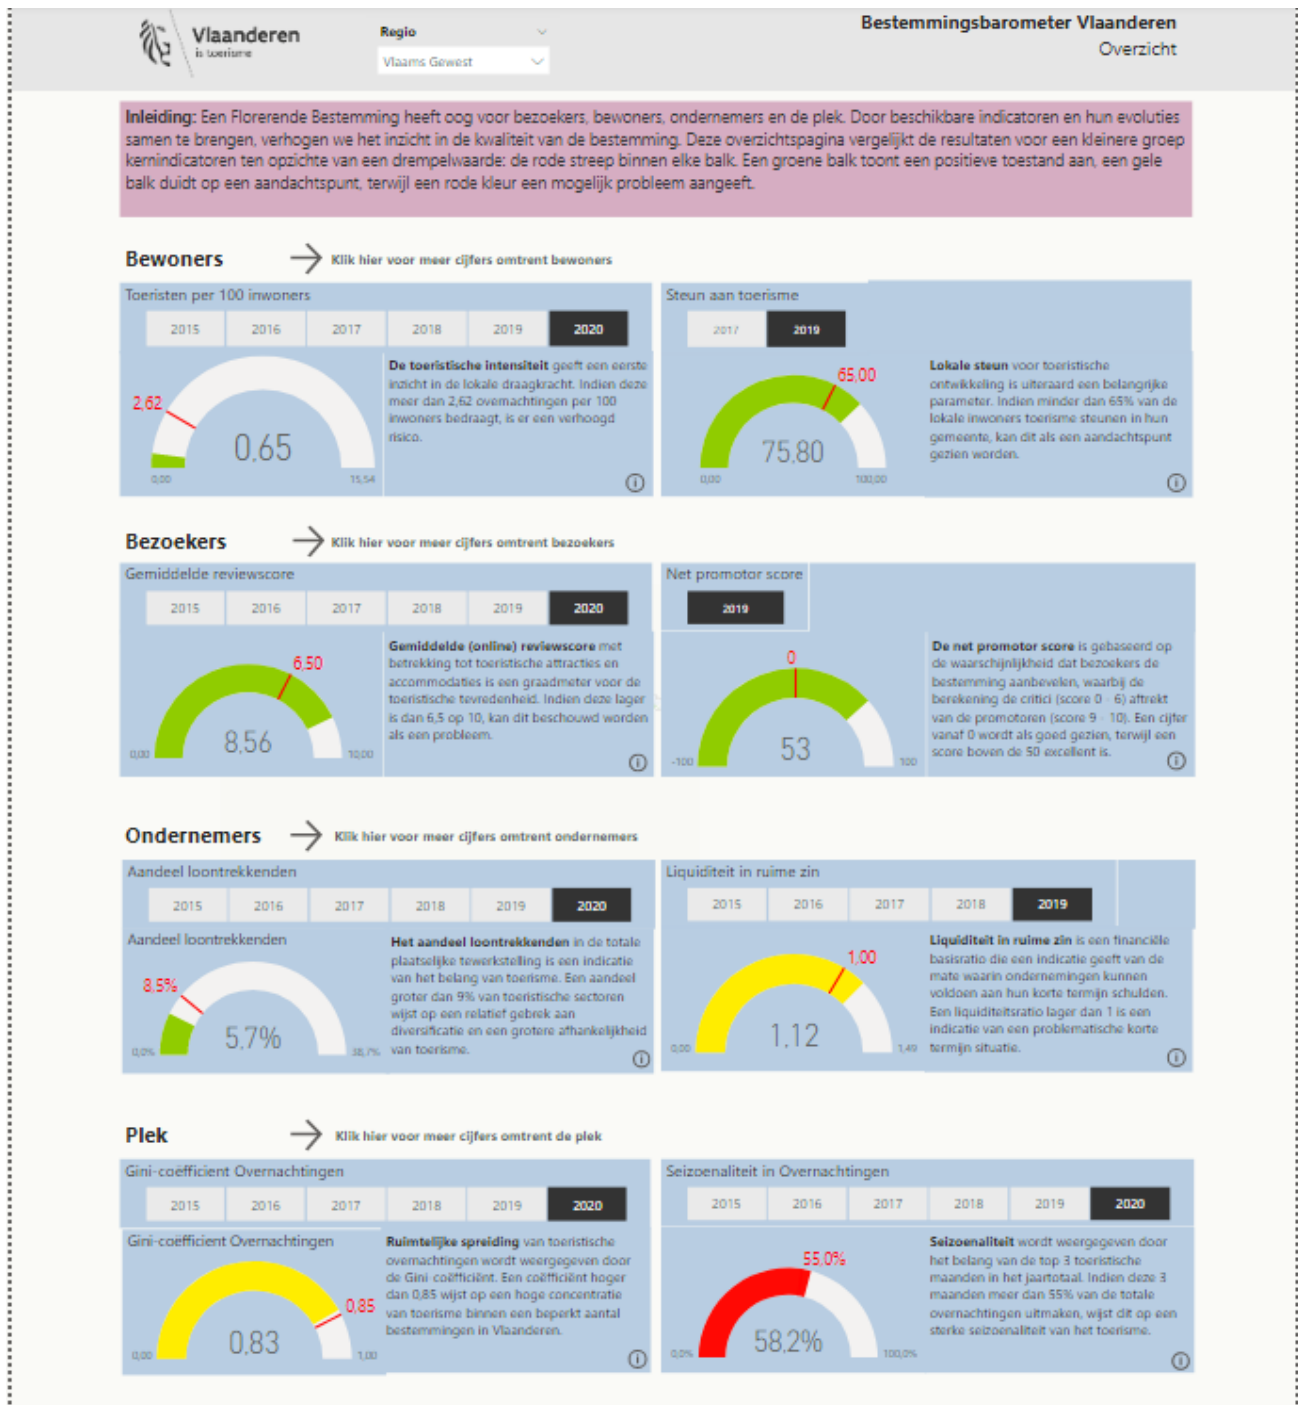 Vlaanderen
is toerisme
Regio
Vlaams Gewest
Bestemmingsbarometer Vlaanderen
Overzicht
Inleiding: Een Florerende Bestemming heeft oog voor bezoekers, bewoners, ondernemers en de plek. Door beschikbare indicatoren en hun evoluties
samen te brengen, verhogen we het inzicht in de kwaliteit van de bestemming. Deze overzichtspagina vergelijkt de resultaten voor een kleinere groep
kernindicatoren ten opzichte van een drempelwaarde: de rode streep binnen elke balk. Een groene balk toont een positieve toestand aan, een gele
balk duidt op een aandachtspunt, terwijl een rode kleur een mogelijk probleem aangeeft.
Bewoners
Klik hier voor meer cijfers omtrent bewoners
Toeristen per 100 inwoners
2015 2016 2017 2018 2019 2020
2,62
0,65
0,00
15,54
De toeristische intensiteit geeft een eerste
inzicht in de lokale draagkracht. Indien deze
meer dan 2,62 overnachtingen per 100
inwoners bedraagt, is er een verhoogd
risico.
Steun aan toerisme
2017 2019
65,00
75,80
0,00
100,00
Lokale steun voor toeristische
ontwikkeling is uiteraard een belangrijke
parameter. Indien minder dan 65% van de
lokale inwoners toerisme steunen in hun
gemeente, kan dit als een aandachtspunt
gezien worden.
Bezoekers
Klik hier voor meer cijfers omtrent bezoekers
Gemiddelde reviewscore
2015 2016 2017 2018 2019 2020
6,50
8,56
0,00
10,00
Gemiddelde (online) reviewscore met
betrekking tot toeristische attracties en
accommodaties is een graadmeter voor de
toeristische tevredenheid. Indien deze lager
is dan 6,5 op 10, kan dit beschouwd worden
als een probleem.
Net promotor score
2019
0
53
-100
100
De net promotor score is gebaseerd op
de waarschijnlijkheid dat bezoekers de
bestemming aanbevelen, waarbij de
berekening de critici (score 0 - 6) aftrekt
van de promotoren (score 9 - 10). Een cijfer
vanaf 0 wordt als goed gezien, terwijl een
score boven de 50 excellent is.
Ondernemers
Klik hier voor meer cijfers omtrent ondernemers
Aandeel loontrekkenden
2015 2016 2017 2018 2019 2020
Aandeel loontrekkenden
8,5%
5,7%
0,0%
38,7%
Het aandeel loontrekkenden in de totale
plaatselijke tewerkstelling is een indicatie
van het belang van toerisme. Een aandeel
groter dan 9% van toeristische sectoren
wijst op een relatief gebrek aan
diversificatie en een grotere afhankelijkheid
van toerisme.
Liquiditeit in ruime zin
2015 2016 2017 2018 2019
1,00
1,12
0,00
1,49
Liquiditeit in ruime zin is een financiële
basisratio die een indicatie geeft van de
mate waarin ondernemingen kunnen
voldoen aan hun korte termijn schulden.
Een liquiditeitsratio lager dan 1 is een
indicatie van een problematische korte
termijn situatie.
Plek
Klik hier voor meer cijfers omtrent de plek
Gini-coëfficient Overnachtingen
2015 2016 2017 2018 2019 2020
Gini-coëfficient Overnachtingen
0,85
0,83
0,00
1,00
Ruimtelijke spreiding van toeristische
overnachtingen wordt weergegeven door
de Gini-coëfficiënt. Een coëfficiënt hoger
dan 0,85 wijst op een hoge concentratie
van toerisme binnen een beperkt aantal
bestemmingen in Vlaanderen.
Seizoenaliteit in Overnachtingen
2015 2016 2017 2018 2019 2020
55,0%
58,2%
0,0%
100,0%
Seizoenaliteit wordt weergegeven door
het belang van de top 3 toeristische
maanden in het jaartotaal. Indien deze 3
maanden meer dan 55% van de totale
overnachtingen uitmaken, wijst dit op een
sterke seizoenaliteit van het toerisme.